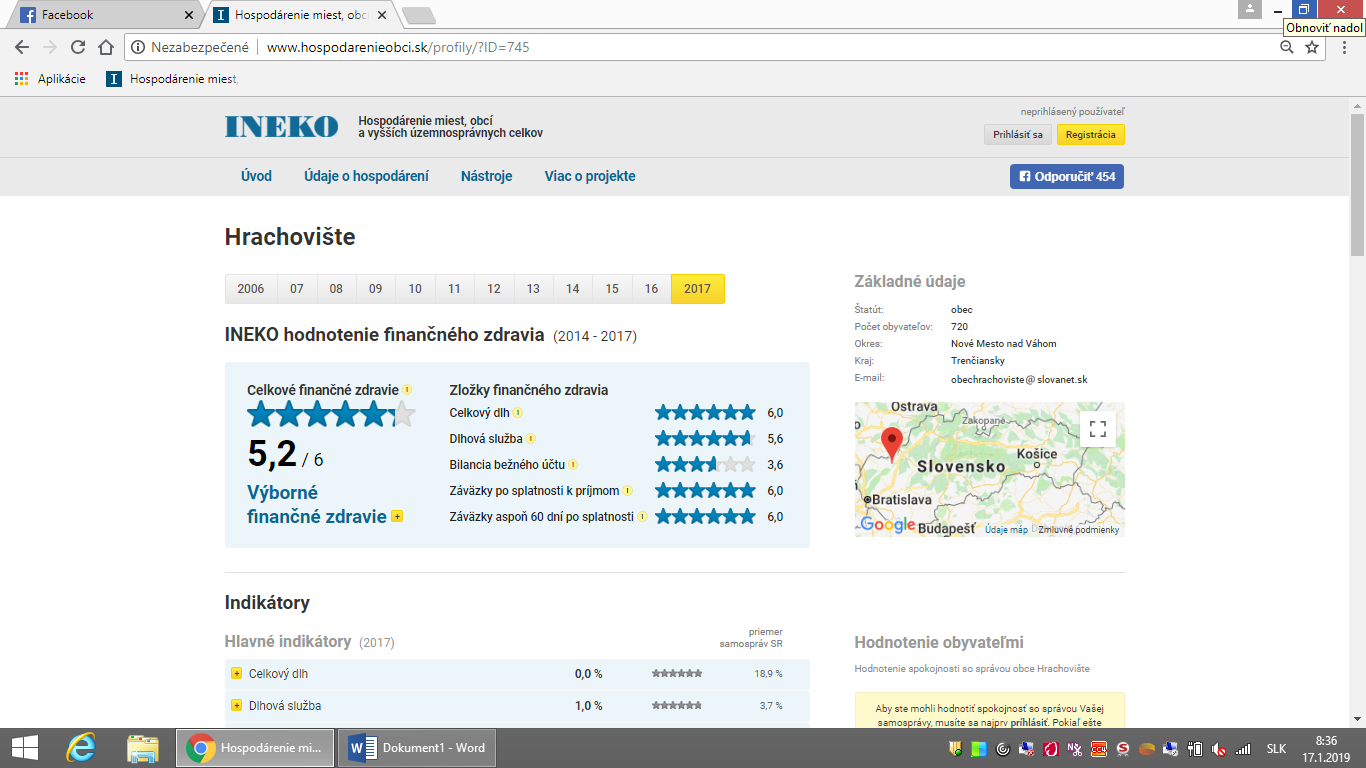 Facebook
Hospodárenie miest, obcí
Obnoviť nadol
Nezabezpečené
www.hospodarenieobci.sk/profily/?ID=745
Aplikácie
Hospodárenie miest,
INEKO
Hospodárenie miest, obcí
a vyšších územnosprávnych celkov
neprihlásený používateľ
Prihlásiť sa
Registrácia
Úvod
Údaje o hospodárení
Nástroje
Viac o projekte
Odporučiť 454
Hrachovište
2006 07 08 09 10 11 12 13 14 15 16 2017
INEKO hodnotenie finančného zdravia (2014 - 2017)
Celkové finančné zdravie
5,2 / 6
Výborné
finančné zdravie
Zložky finančného zdravia
Celkový dlh 6,0
Dlhová služba 5,6
Bilancia bežného účtu 3,6
Záväzky po splatnosti k príjmom 6,0
Záväzky aspoň 60 dní po splatnosti 6,0
Základné údaje
Štatút: obec
Počet obyvateľov: 720
Okres: Nové Mesto nad Váhom
Kraj: Trenčiansky
E-mail: obechrachoviste@slovanet.sk
Ostrava
Zakopane
Košice
Slovensko
Bratislava
Google
Budapešť
Údaje máp
Zmluvné podmienky
Indikátory
Hlavné indikátory (2017)
priemer
samospráv SR
Celkový dlh 0,0 % 18,9 %
Dlhová služba 1,0 % 3,7 %
Hodnotenie obyvateľmi
Hodnotenie spokojnosti so správou obce Hrachovište
Aby ste mohli hodnotiť spokojnosť so správou Vašej
samosprávy, musíte sa najprv prihlásiť. Pokiaľ ešte
Hospodárenie mi...
Dokument1 - Word
SLK
8:36
17.1.2019